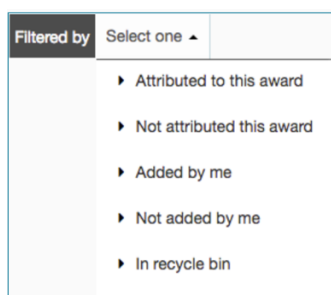 Filtered by Select one
Attributed to this award
Not attributed this award
Added by me
Not added by me
In recycle bin